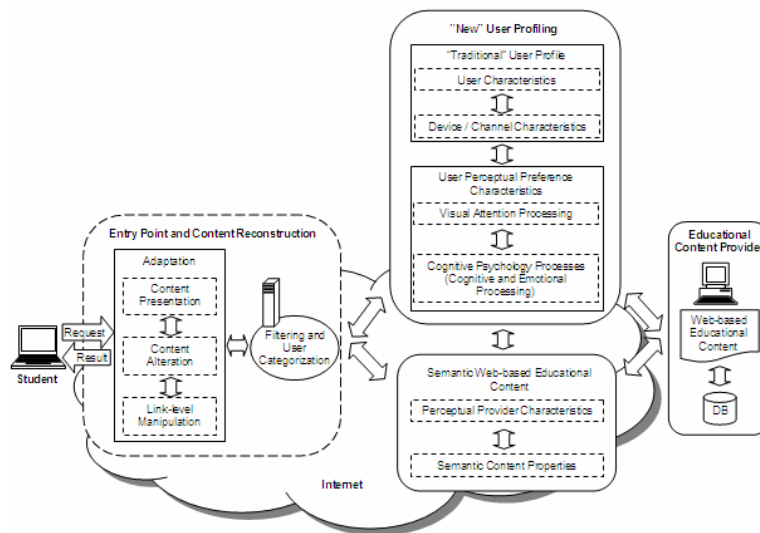 "New" User Profiling
"Traditional" User Profile
User Characteristics
Device / Channel Characteristics
User Perceptual Preference
Characteristics
Visual Attention Processing
Cognitive Psychology Processes
(Cognitive and Emotional
Processing)
Entry Point and Content Reconstruction
Adaptation
Content
Presentation
Content
Alteration
Link-level
Manipulation
Filtering and
User
Categorization
Request
Result
Student
Semantic Web-based Educational
Content
Perceptual Provider Characteristics
Semantic Content Properties
Internet
Educational
Content Provider
Web-based
Educational
Content
DB